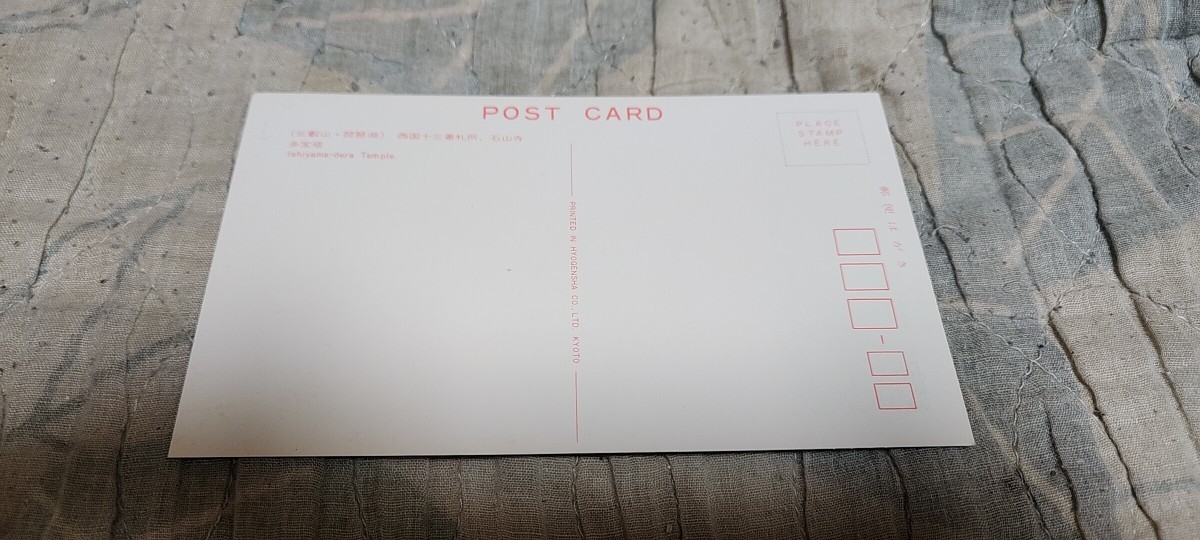 POST CARD
(比叡山・琵琶湖) 西国十三番札所、石山寺
多宝塔
Ishiyama-dera Temple.
PLACE
STAMP
HERE
郵便はがき
PRINTED IN HYOGENSHA CO., LTD. KYOTO